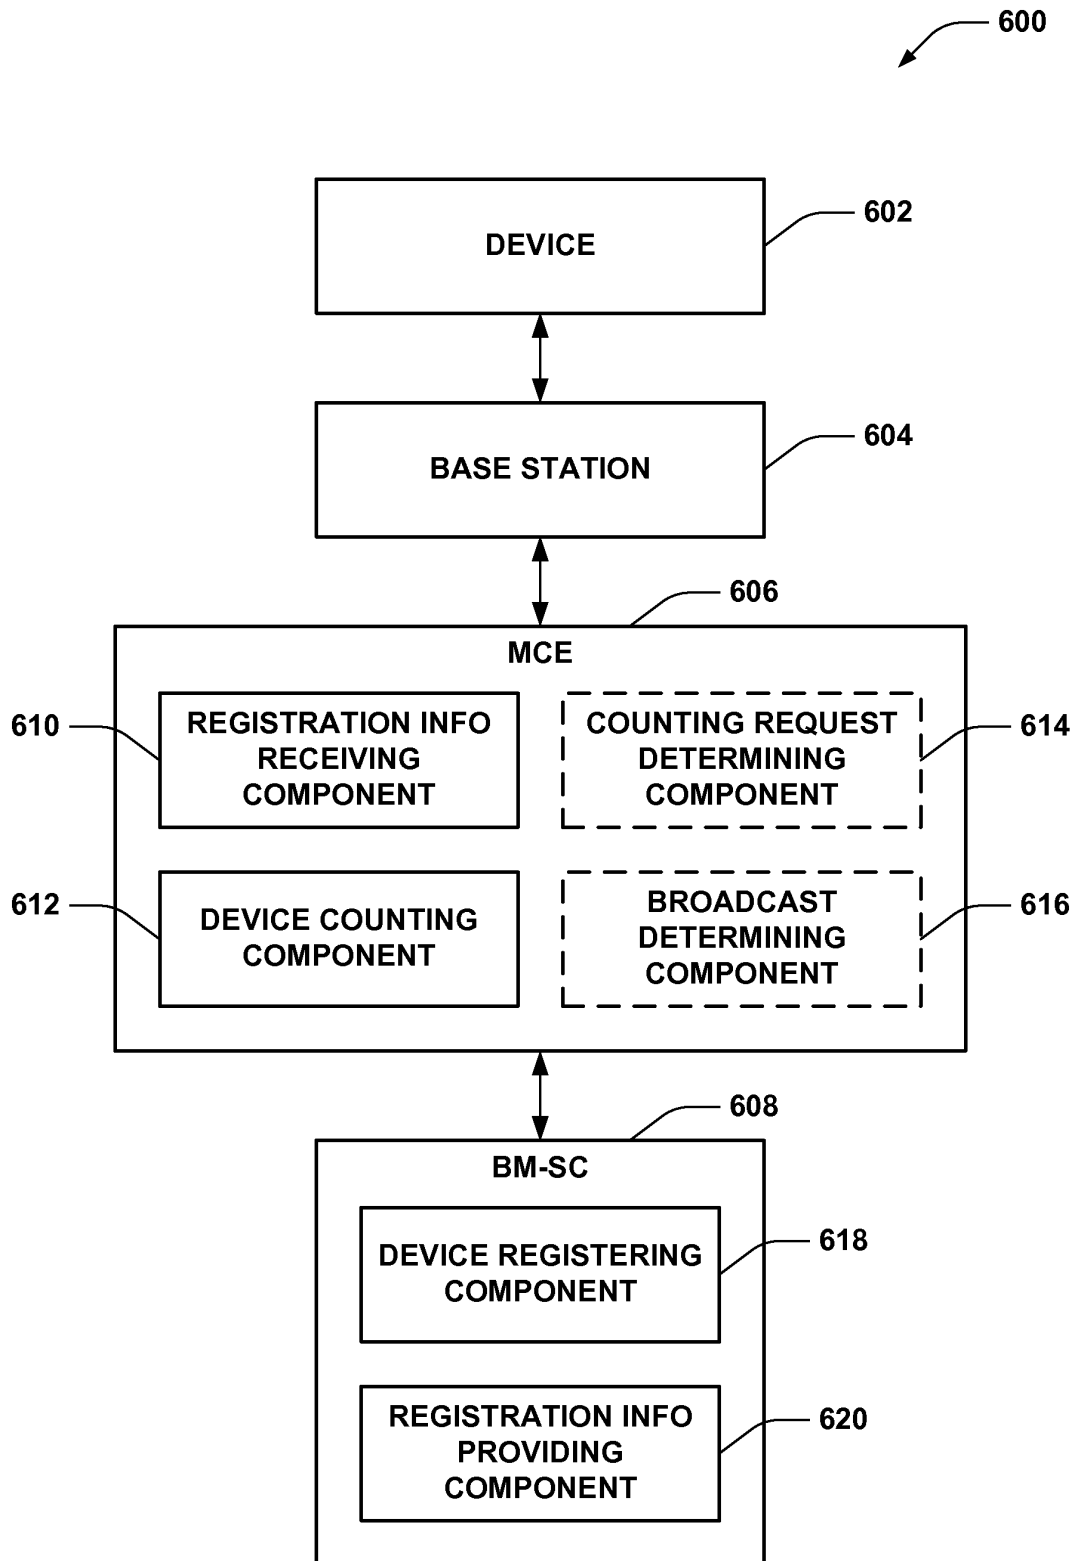 600
DEVICE
602
BASE STATION
604
606
MCE
610
REGISTRATION INFO
RECEIVING
COMPONENT
COUNTING REQUEST
DETERMINING
COMPONENT
614
612
DEVICE COUNTING
COMPONENT
BROADCAST
DETERMINING
COMPONENT
616
608
BM-SC
DEVICE REGISTERING
COMPONENT
618
REGISTRATION INFO
PROVIDING
COMPONENT
620